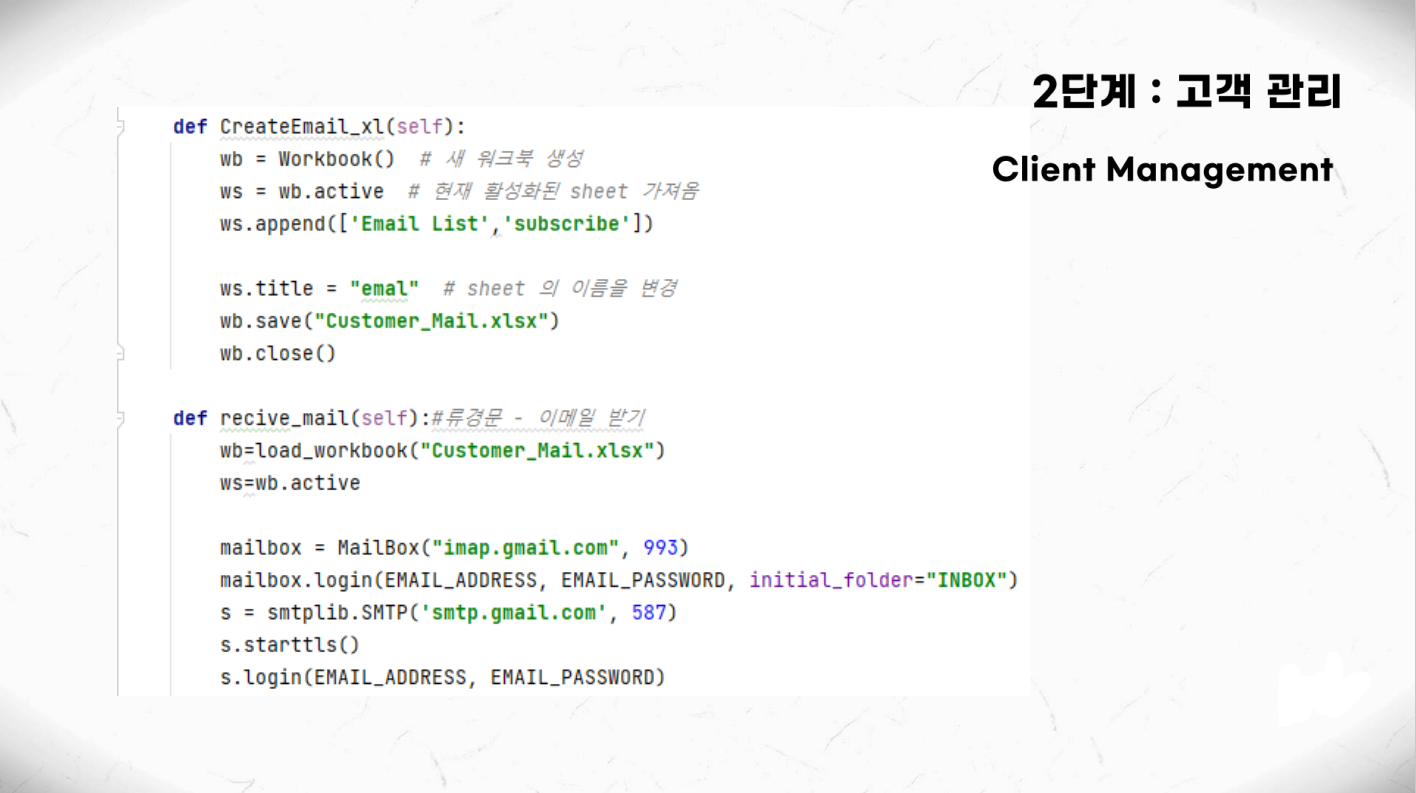 2단계 : 고객 관리
Client Management
def CreateEmail_xl(self):
wb = Workbook()  # 새 워크북 생성
ws = wb.active  # 현재 활성화된 sheet 가져옴
ws.append(['Email List','subscribe'])
ws.title = "emal"  # sheet 의 이름을 변경
wb.save("Customer_Mail.xlsx")
wb.close()
def recive_mail(self):#류경문 - 이메일 받기
wb=load_workbook("Customer_Mail.xlsx")
ws=wb.active
mailbox = MailBox("imap.gmail.com", 993)
mailbox.login(EMAIL_ADDRESS, EMAIL_PASSWORD, initial_folder="INBOX")
s = smtplib.SMTP('smtp.gmail.com', 587)
s.starttls()
s.login(EMAIL_ADDRESS, EMAIL_PASSWORD)